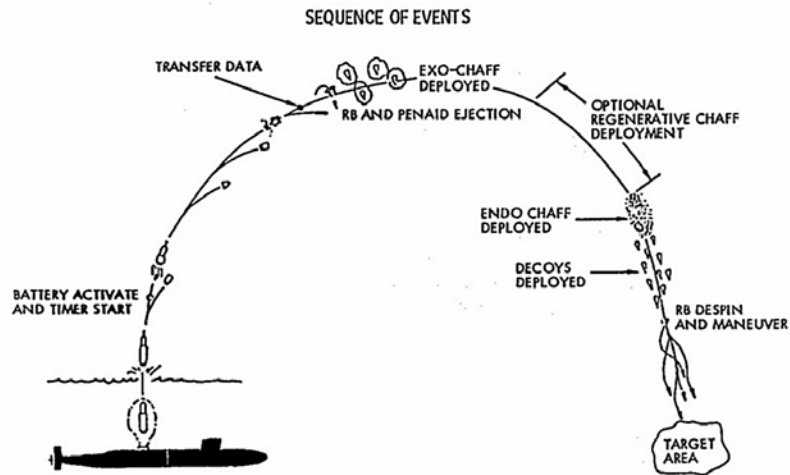 SEQUENCE OF EVENTS
TRANSFER DATA
EXO-CHAFF
DEPLOYED
RB AND PENAID EJECTION
OPTIONAL
REGENERATIVE CHAFF
DEPLOYMENT
ENDO CHAFF
DEPLOYED
DECOYS
DEPLOYED
BATTERY ACTIVATE
AND TIMER START
RB DESPIN
AND MANEUVER
TARGET
AREA